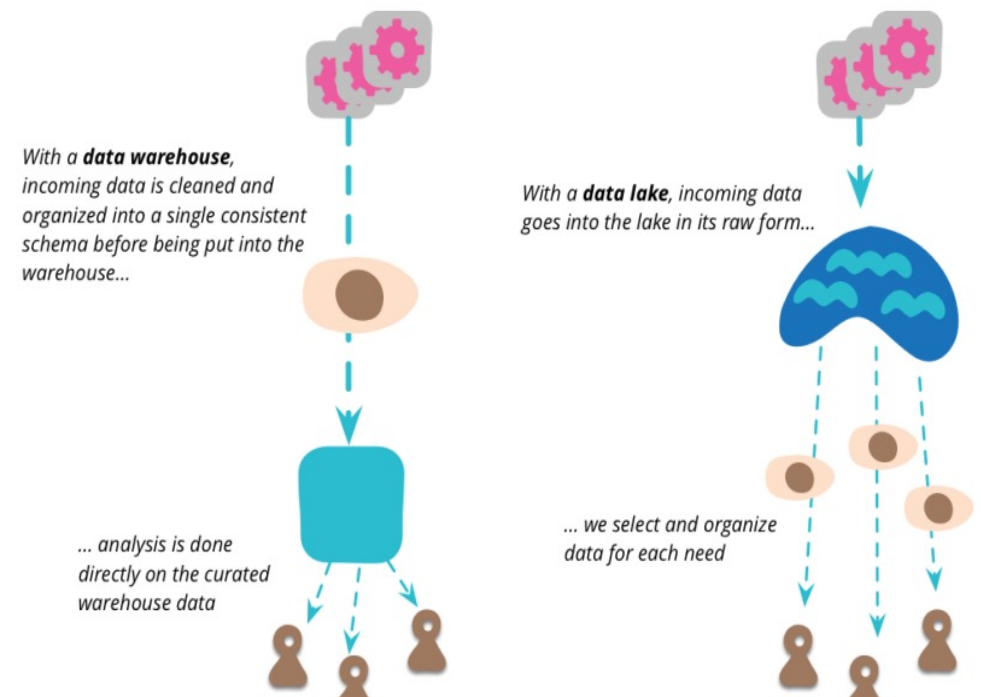 With a data warehouse,
incoming data is cleaned and
organized into a single consistent
schema before being put into the
warehouse...
... analysis is done
directly on the curated
warehouse data
With a data lake, incoming data
goes into the lake in its raw form...
... we select and organize
data for each need